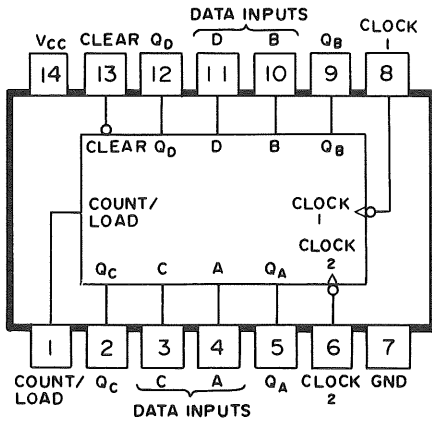 DATA INPUTS
VCC CLEAR QD D B QB CLOCK 1
14 13 12 11 10 9 8
CLEAR QD D B QB
COUNT/
LOAD
CLOCK
1
CLOCK
2
QC C A QA
1 2 3 4 5 6 7
COUNT/
LOAD
QC C A QA CLOCK
2
GND
DATA INPUTS